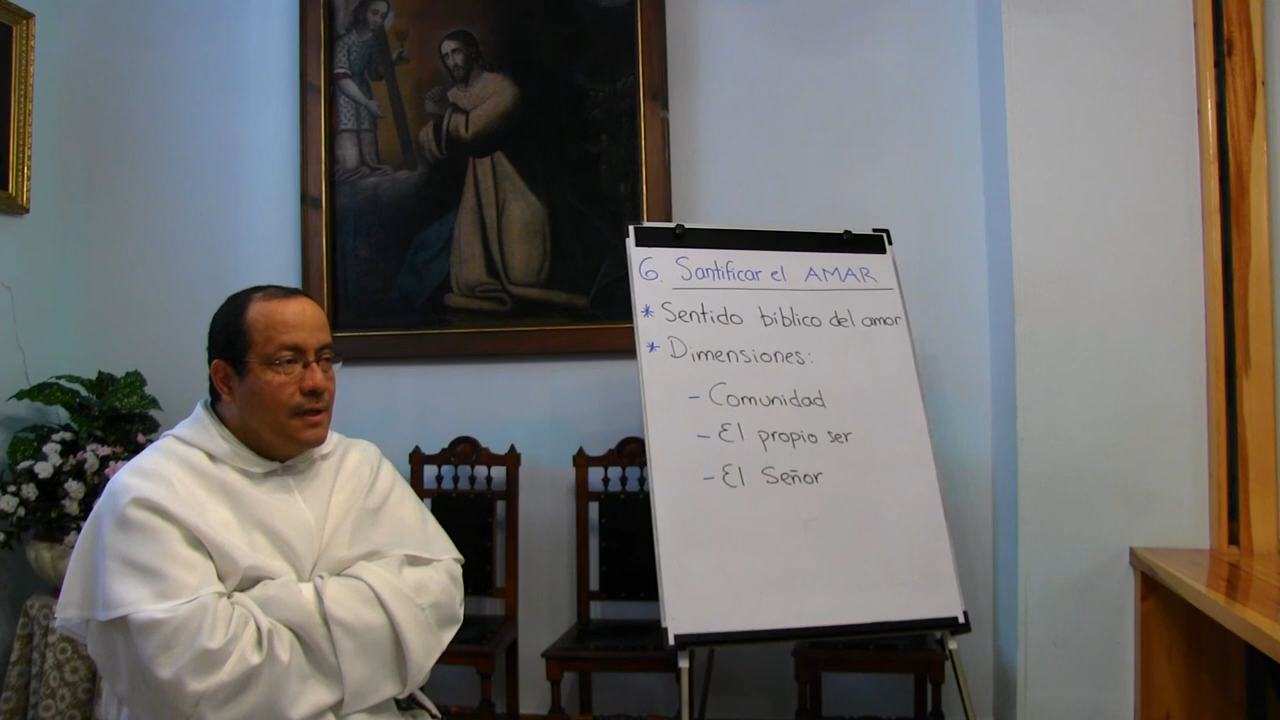 6. Santificar el AMAR
* Sentido bíblico del amor
* Dimensiones:
- Comunidad
- El propio ser
- El Señor